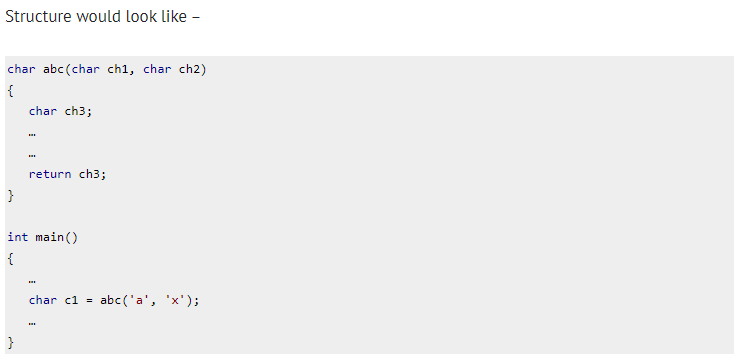 Structure would look like –
char abc(char ch1, char ch2)
{
char ch3;
…
…
return ch3;
}
int main()
{
…
char c1 = abc('a', 'x');
…
}